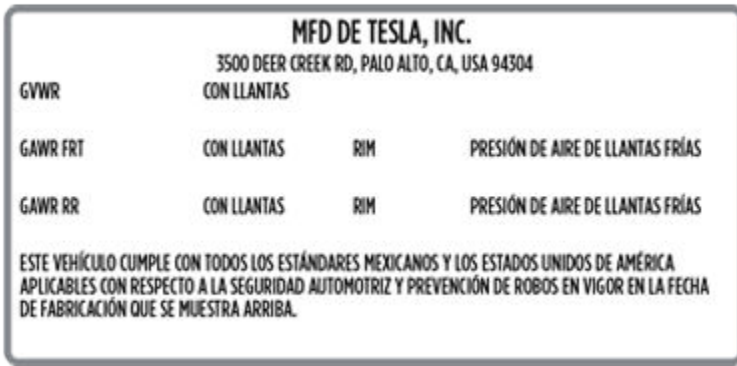 MFD DE TESLA, INC.
3500 DEER CREEK RD, PALO ALTO, CA, USA 94304
GVWR CON LLANTAS
GAWR FRT CON LLANTAS RIM PRESIÓN DE AIRE DE LLANTAS FRÍAS
GAWR RR CON LLANTAS RIM PRESIÓN DE AIRE DE LLANTAS FRÍAS
ESTE VEHÍCULO CUMPLE CON TODOS LOS ESTÁNDARES MEXICANOS Y LOS ESTADOS UNIDOS DE AMÉRICA
APLICABLES CON RESPECTO A LA SEGURIDAD AUTOMOTRIZ Y PREVENCIÓN DE ROBOS EN VIGOR EN LA FECHA
DE FABRICACIÓN QUE SE MUESTRA ARRIBA.